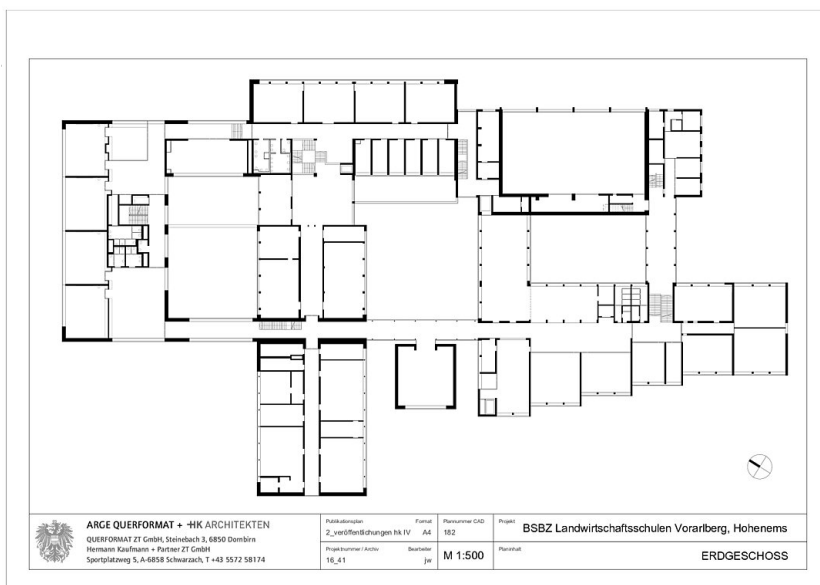 ARGE QUERFORMAT + HK ARCHITEKTEN
QUERFORMAT ZT GmbH, Steinebach 3, 6850 Dornbirn
Hermann Kaufmann + Partner ZT GmbH
Sportplatzweg 5, A-6858 Schwarzach, T +43 5572 58174
Publikationsplan Format
2_veröffentlichungen hk IV A4
Projektnummer / Archiv Bearbeiter
16_41 jw
Plannummer CAD
182
M 1:500
Projekt
BSBZ Landwirtschaftsschulen Vorarlberg, Hohenems
Planinhalt
ERDGESCHOSS